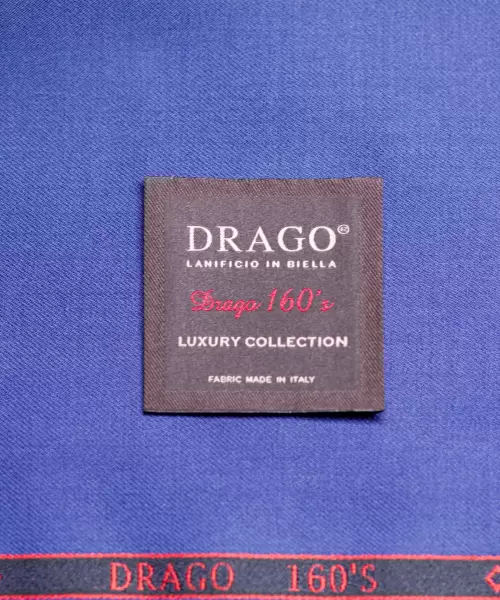 DRAGO®
LANIFICIO IN BIELLA
Drago 160's
LUXURY COLLECTION
FABRIC MADE IN ITALY
DRAGO 160'S